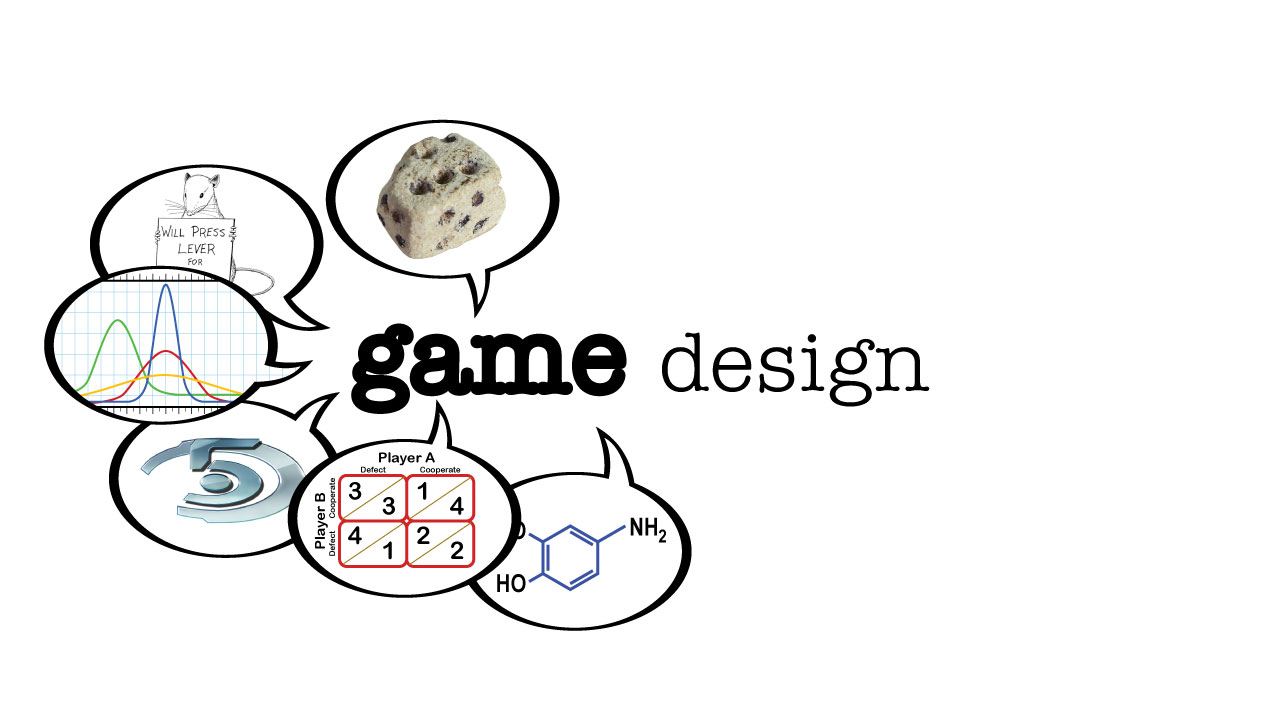 WILL PRESS
LEVER
FOR
game design
5
Player A
Defect Cooperate
Player B
Cooperate
Defect
3 3 1 4
4 1 2 2
NH2
HO